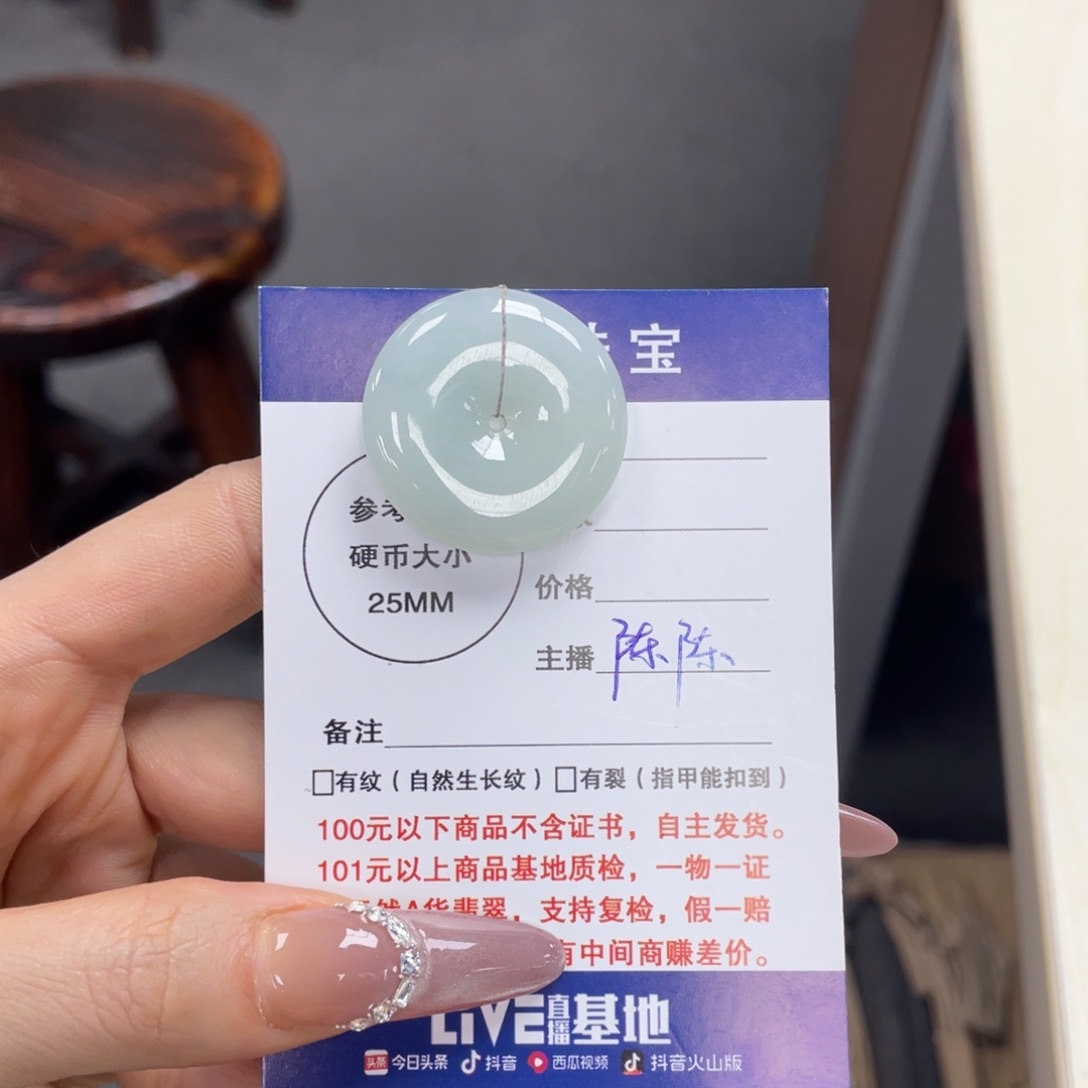 宝
参考
硬币大小
25MM
价格
主播 陈陈
备注
□有纹（自然生长纹）□有裂（指甲能扣到）
100元以下商品不含证书，自主发货。
101元以上商品基地质检，一物一证
然A华翡翠，支持复检，假一赔
有中间商赚差价。
LIVE直播基地
头条 今日头条 抖音 西瓜视频 抖音火山版